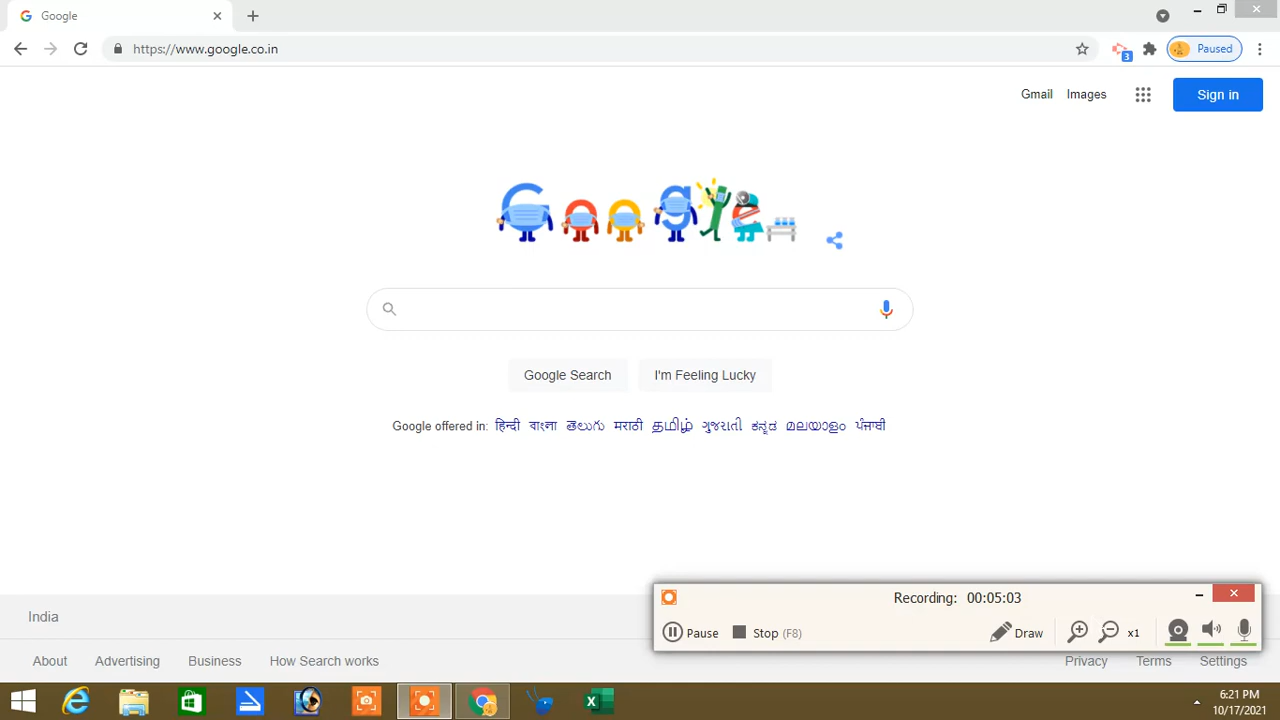 Google
https://www.google.co.in
3
Paused
Gmail Images
Sign in
Google
Google Search
I'm Feeling Lucky
Google offered in: हिन्दी বাংলা తెలుగు मराठी தமிழ் ગુજરાતી ಕನ್ನಡ മലയാളം ਪੰਜਾਬੀ
Recording: 00:05:03
India
Pause
Stop (F8)
Draw
x1
About Advertising Business How Search works
Privacy Terms Settings
6:21 PM
10/17/2021